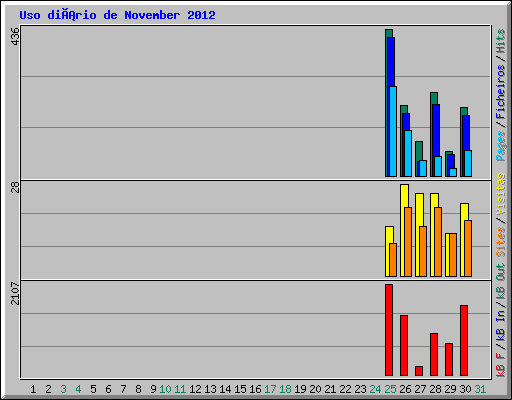 Uso diÃ¡rio de November 2012
436
28
2107
Pages / Ficheiros / Hits
Sites / Visitas
kB F / kB In / kB Out
1 2 3 4 5 6 7 8 9 10 11 12 13 14 15 16 17 18 19 20 21 22 23 24 25 26 27 28 29 30 31